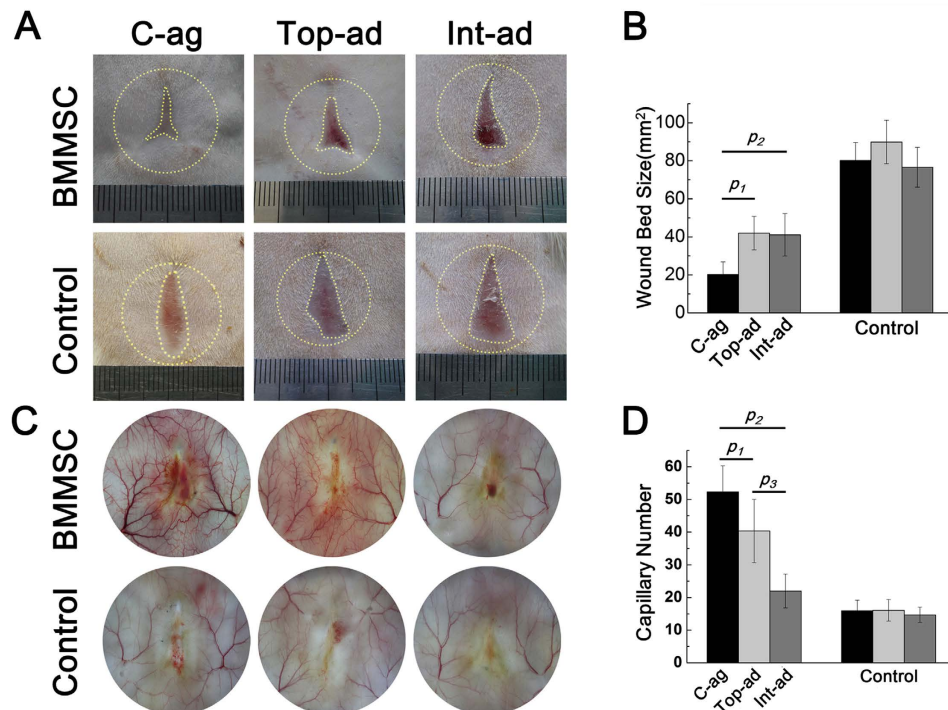 A
C-ag Top-ad Int-ad
BMMSC
Control
B
Wound Bed Size(mm²)
100
80
60
40
20
0
p₂
p₁
C-ag
Top-ad
Int-ad
Control
C
BMMSC
Control
D
Capillary Number
60
50
40
30
20
10
0
p₂
p₁
p₃
C-ag
Top-ad
Int-ad
Control